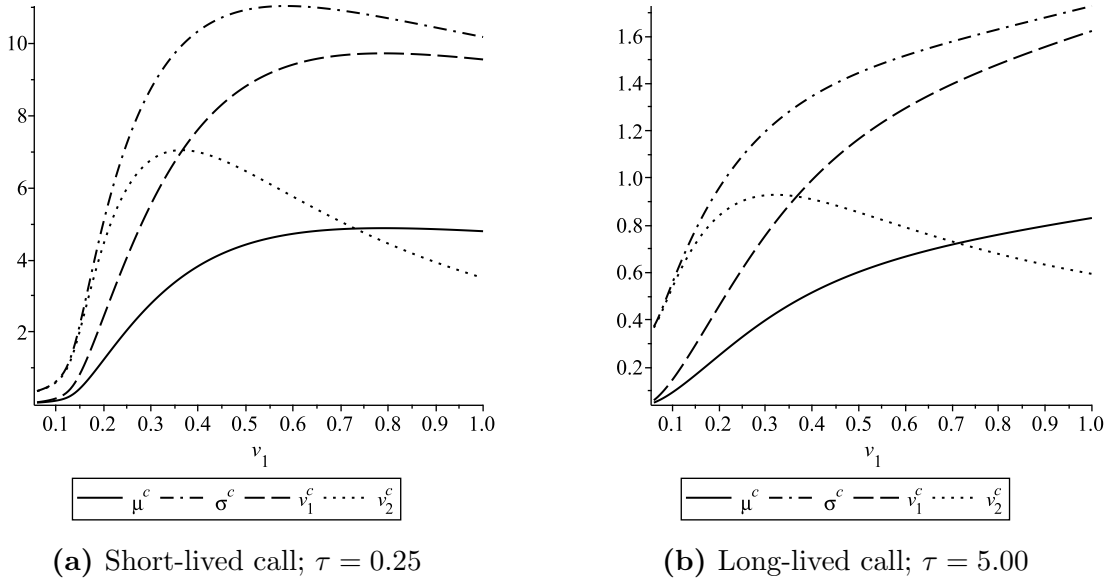 10
8
6
4
2
0.1 0.2 0.3 0.4 0.5 0.6 0.7 0.8 0.9 1.0
v₁
μᶜ σᶜ v₁ᶜ v₂ᶜ
(a) Short-lived call; τ = 0.25
1.6
1.4
1.2
1.0
0.8
0.6
0.4
0.2
0.1 0.2 0.3 0.4 0.5 0.6 0.7 0.8 0.9 1.0
v₁
μᶜ σᶜ v₁ᶜ v₂ᶜ
(b) Long-lived call; τ = 5.00